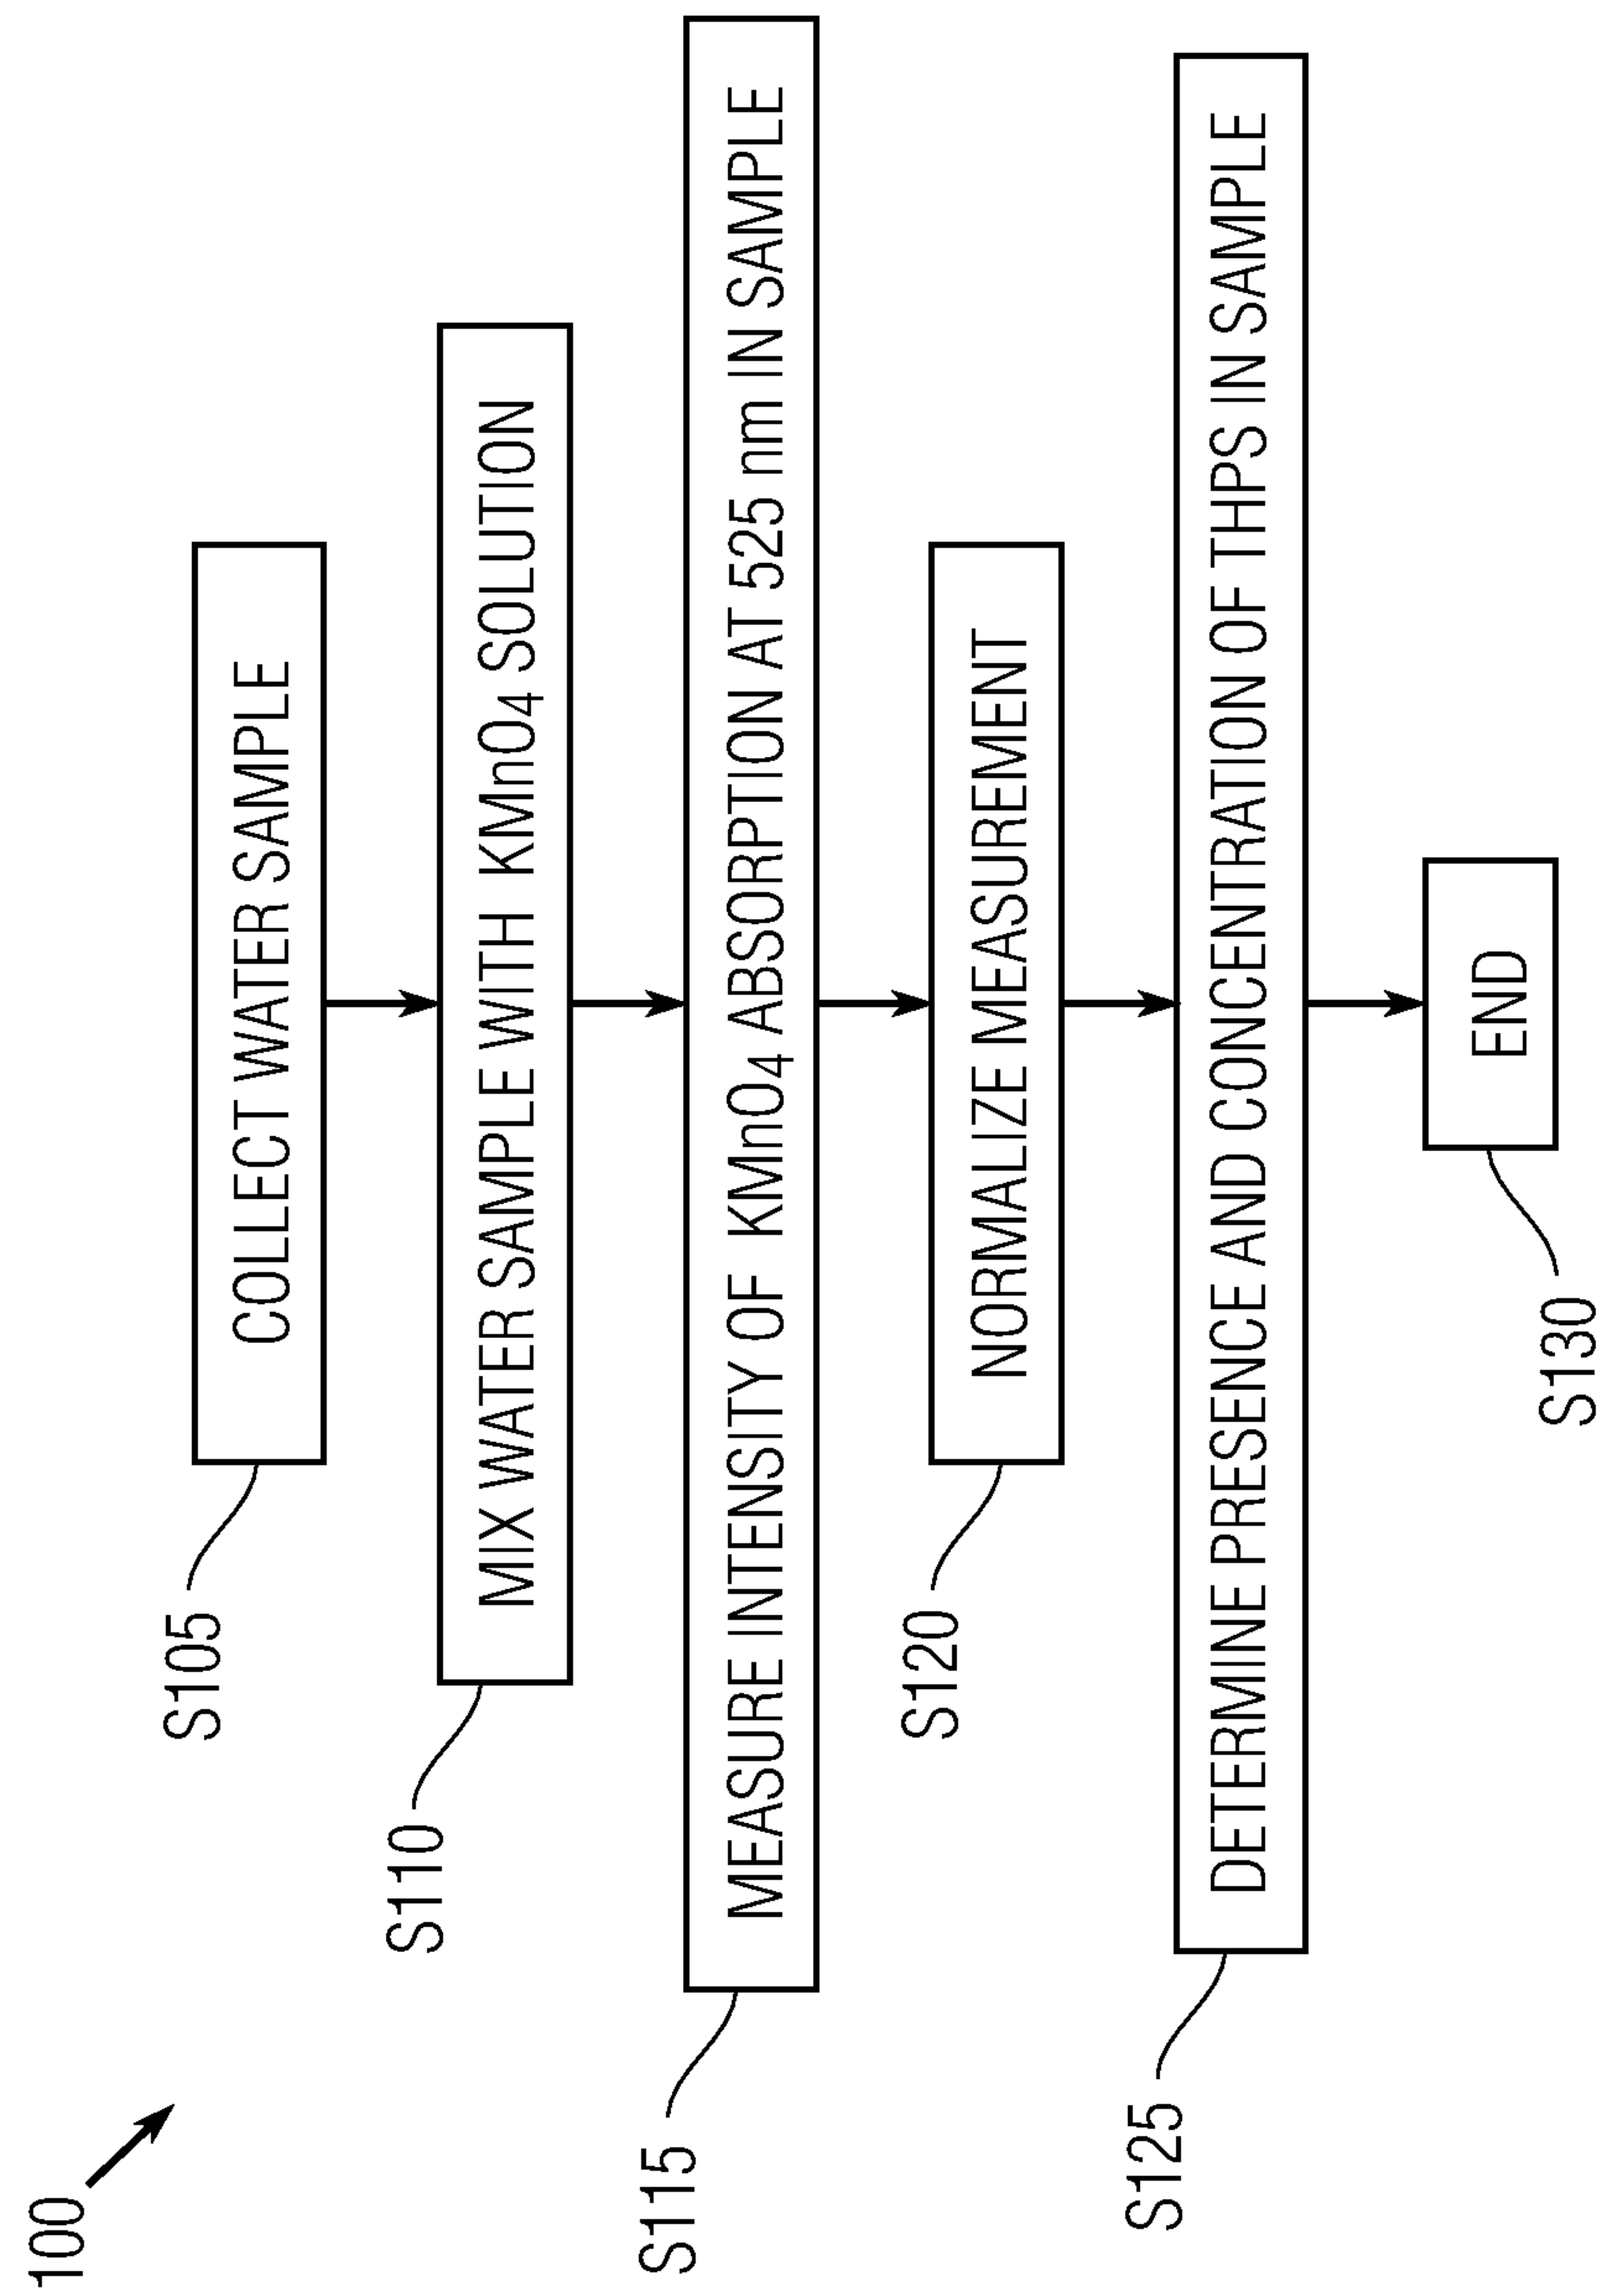 100
S105
COLLECT WATER SAMPLE
S110
MIX WATER SAMPLE WITH KMnO4 SOLUTION
S115
MEASURE INTENSITY OF KMnO4 ABSORPTION AT 525 nm IN SAMPLE
S120
NORMALIZE MEASUREMENT
S125
DETERMINE PRESENCE AND CONCENTRATION OF THPS IN SAMPLE
S130
END